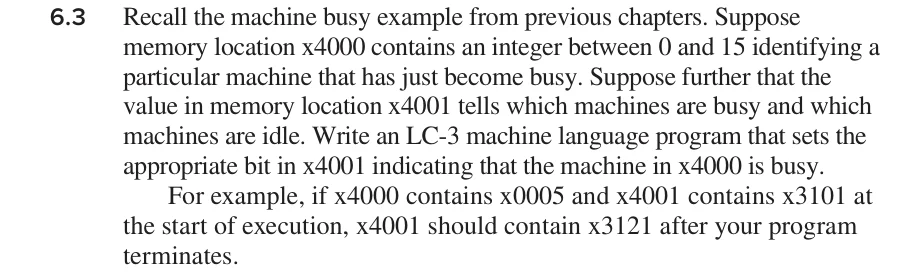 6.3 Recall the machine busy example from previous chapters. Suppose
memory location x4000 contains an integer between 0 and 15 identifying a
particular machine that has just become busy. Suppose further that the
value in memory location x4001 tells which machines are busy and which
machines are idle. Write an LC-3 machine language program that sets the
appropriate bit in x4001 indicating that the machine in x4000 is busy.
For example, if x4000 contains x0005 and x4001 contains x3101 at
the start of execution, x4001 should contain x3121 after your program
terminates.